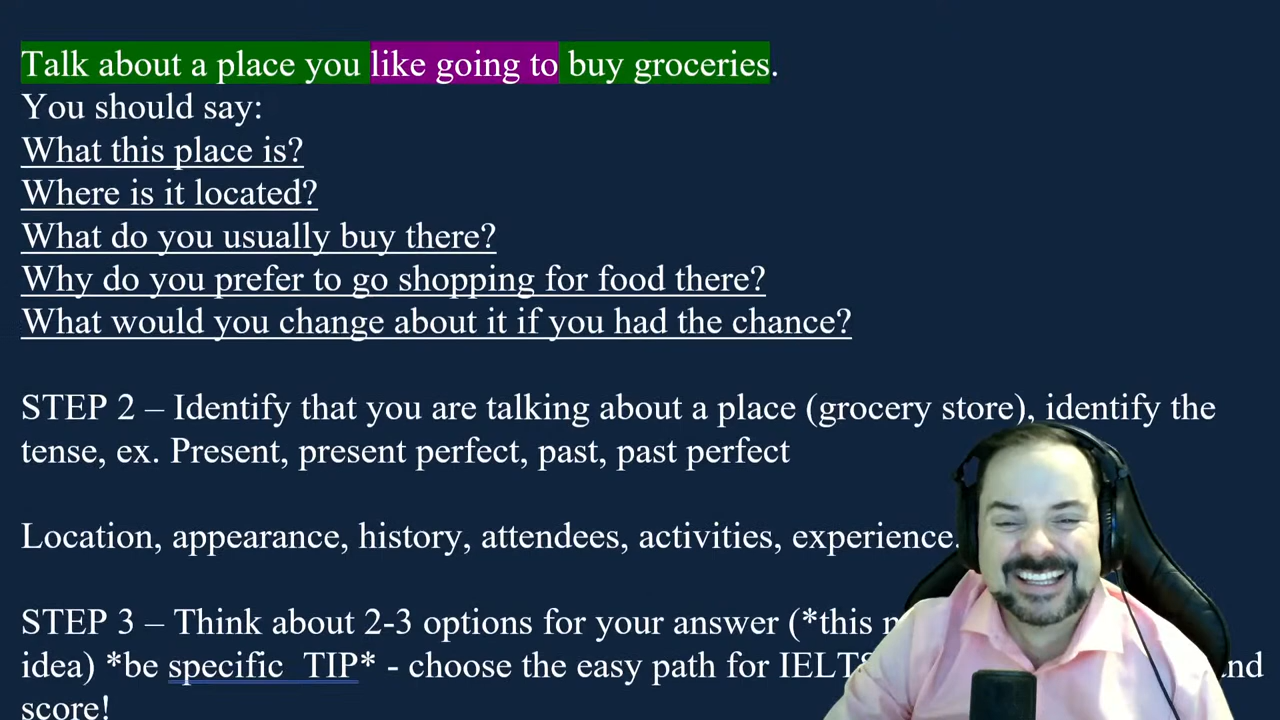 Talk about a place you like going to buy groceries.
You should say:
What this place is?
Where is it located?
What do you usually buy there?
Why do you prefer to go shopping for food there?
What would you change about it if you had the chance?
STEP 2 – Identify that you are talking about a place (grocery store), identify the
tense, ex. Present, present perfect, past, past perfect
Location, appearance, history, attendees, activities, experience.
STEP 3 – Think about 2-3 options for your answer (*this
idea) *be specific TIP* - choose the easy path for IELTS
score!